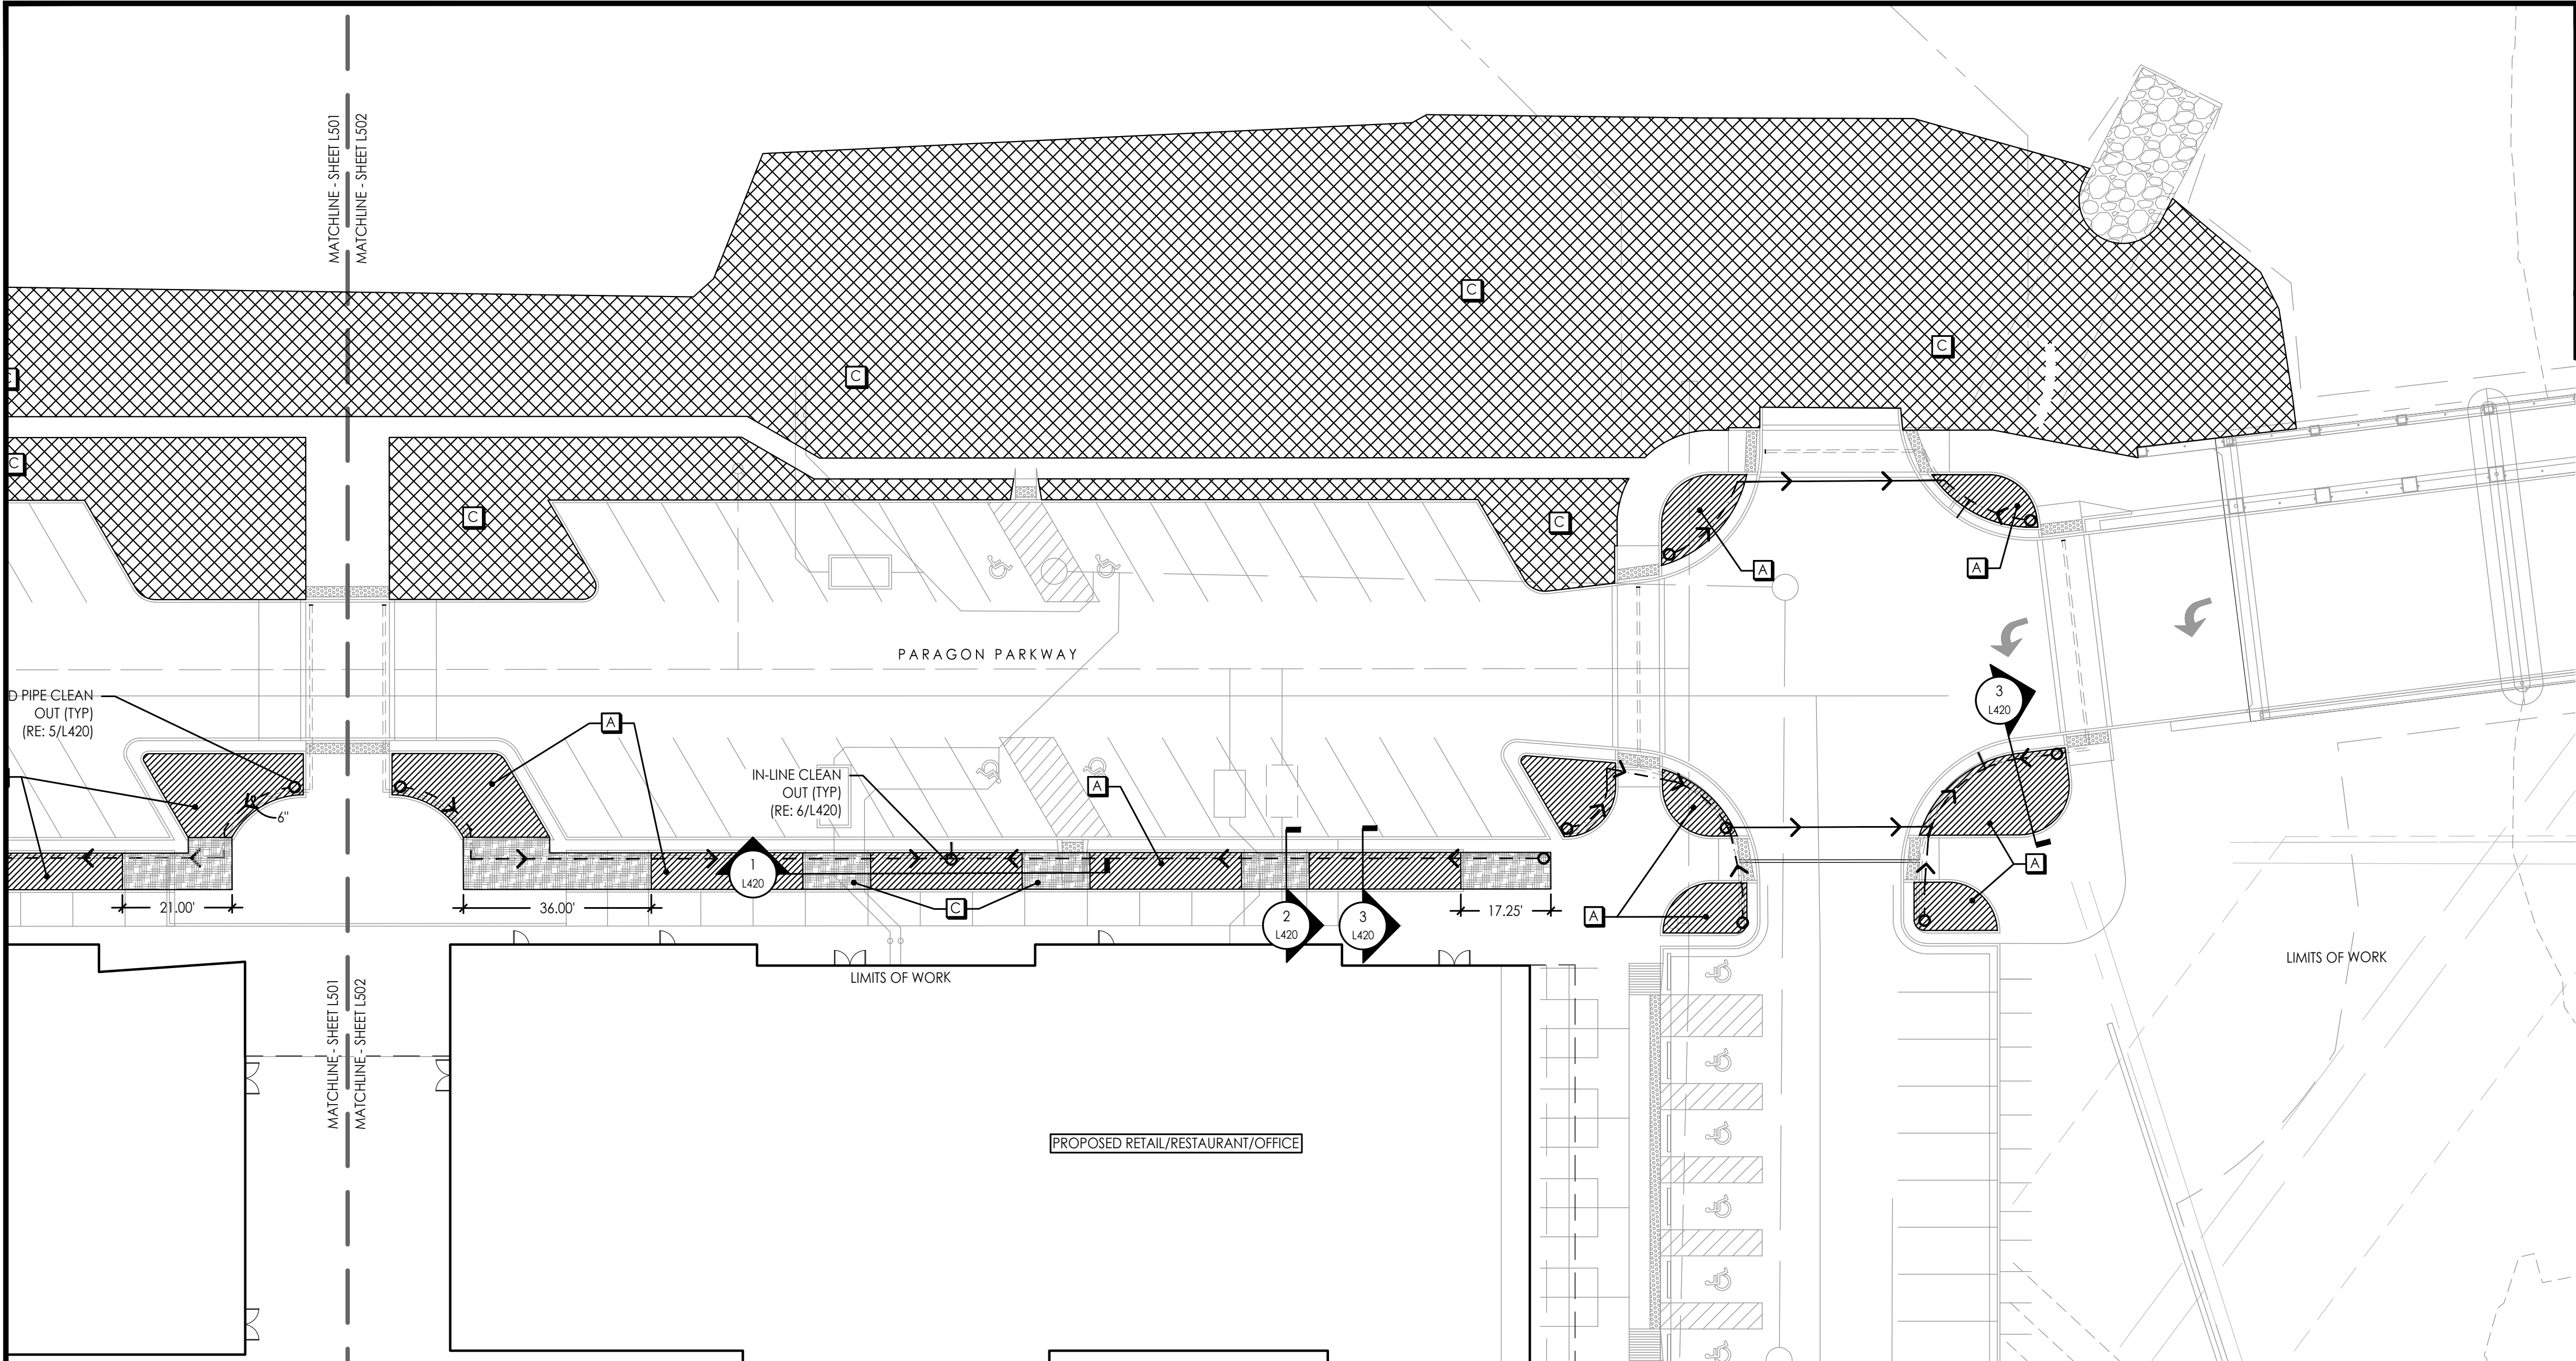 MATCHLINE - SHEET L501
MATCHLINE - SHEET L502
C
C
C
C
C
C
C
A
A
PARAGON PARKWAY
3
L420
D PIPE CLEAN
OUT (TYP)
(RE: 5/L420)
A
IN-LINE CLEAN
OUT (TYP)
(RE: 6/L420)
A
6"
1
L420
A
21.00'
36.00'
C
17.25'
A
2
L420
3
L420
LIMITS OF WORK
LIMITS OF WORK
MATCHLINE - SHEET L501
MATCHLINE - SHEET L502
PROPOSED RETAIL/RESTAURANT/OFFICE